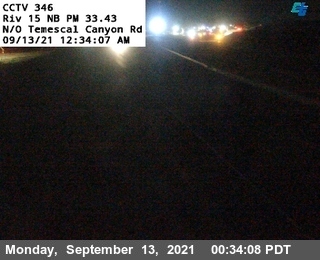 CCTV 346
Riv 15 NB PM 33.43
N/O Temescal Canyon Rd
09/13/21 12:34:07 AM
Monday, September 13, 2021 00:34:08 PDT